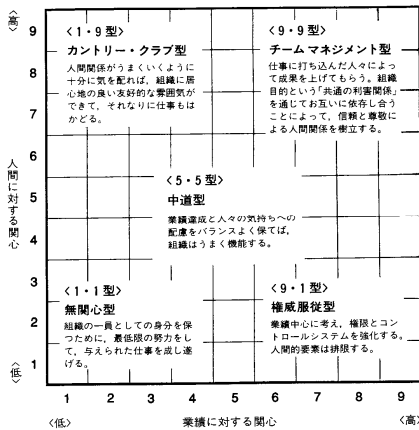 〈高〉
9
8
7
6
5
4
3
2
1
〈低〉
人間に対する関心
〈1・9型〉
カントリー・クラブ型
人間関係がうまくいくように
十分に気を配れば，組織に居
心地の良い友好的な雰囲気が
できて，それなりに仕事もは
かどる。
〈9・9型〉
チームマネジメント型
仕事に打ち込んだ人々によっ
て成果を上げてもらう。組織
目的という「共通の利害関係」
を通じてお互いに依存し合う
ことによって，信頼と尊敬に
よる人間関係を樹立する。
〈5・5型〉
中道型
業績達成と人々の気持ちへの
配慮をバランスよく保てば，
組織はうまく機能する。
〈1・1型〉
無関心型
組織の一員としての身分を保
つために，最低限の努力をし
て，与えられた仕事を成し遂
げる。
〈9・1型〉
権威服従型
業績中心に考え，権限とコン
トロールシステムを強化する。
人間的要素は排除する。
1 2 3 4 5 6 7 8 9
〈低〉 業績に対する関心 〈高〉